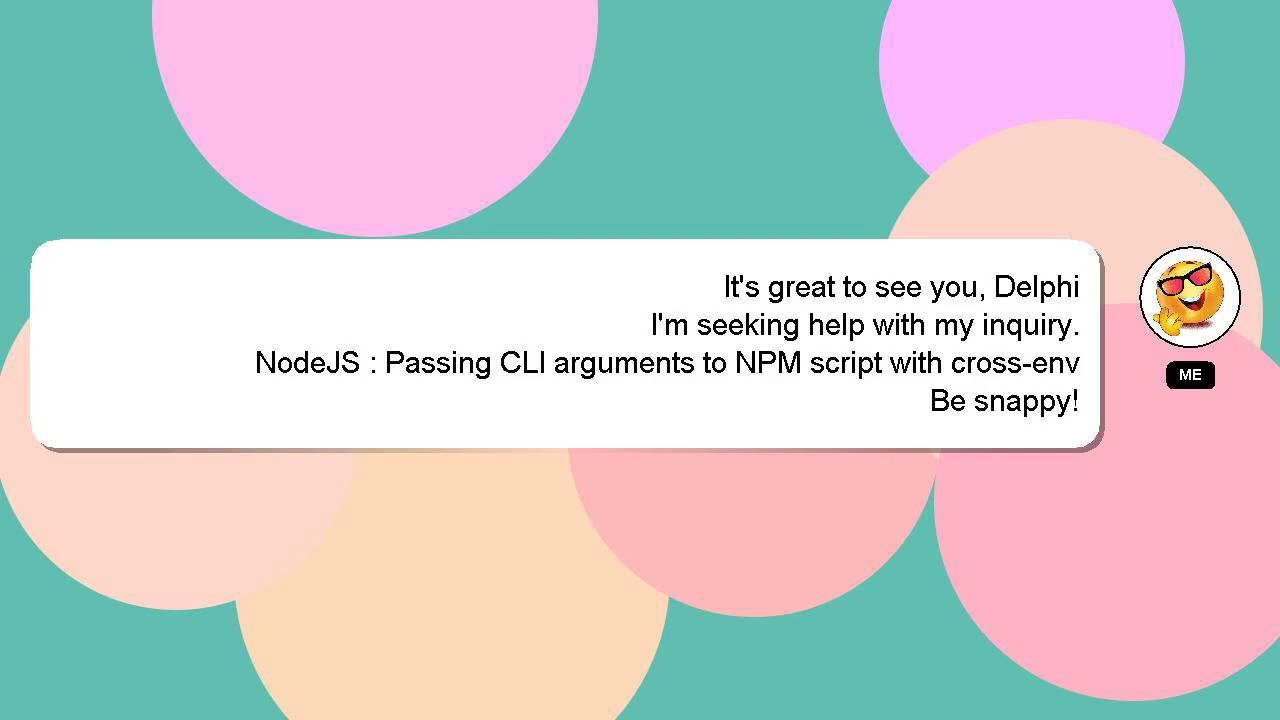 It's great to see you, Delphi
I'm seeking help with my inquiry.
NodeJS : Passing CLI arguments to NPM script with cross-env
Be snappy!
ME